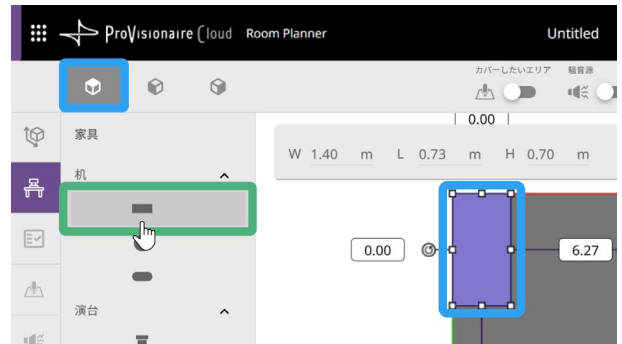 ProVisionaire Cloud Room Planner Untitled
カバーしたいエリア 騒音源
家具
0.00
W 1.40 m L 0.73 m H 0.70 m
机
0.00 6.27
演台